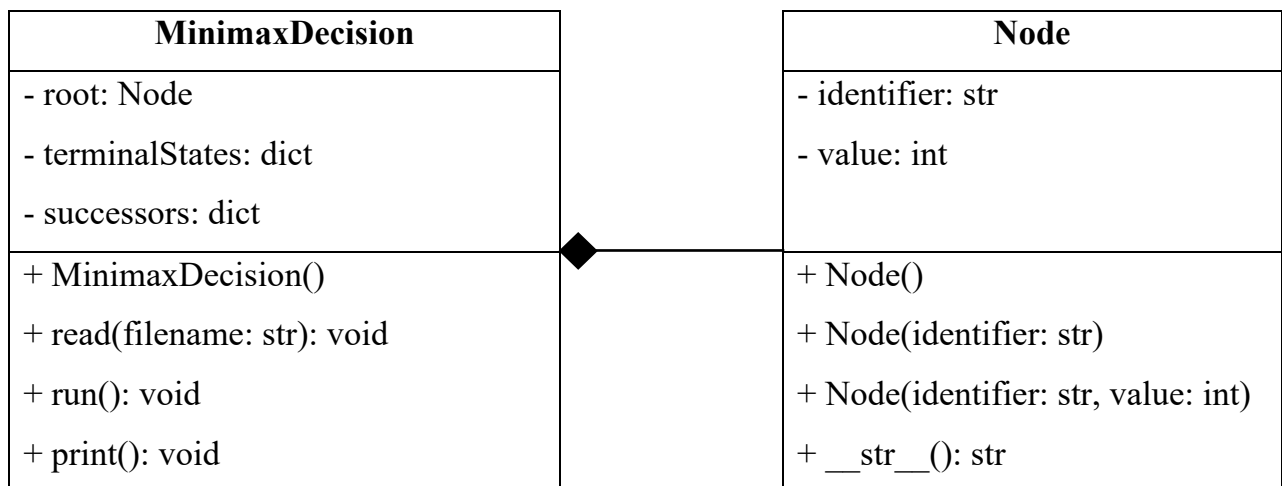 MinimaxDecision
- root: Node
- terminalStates: dict
- successors: dict
+ MinimaxDecision()
+ read(filename: str): void
+ run(): void
+ print(): void
Node
- identifier: str
- value: int
+ Node()
+ Node(identifier: str)
+ Node(identifier: str, value: int)
+ __str__(): str